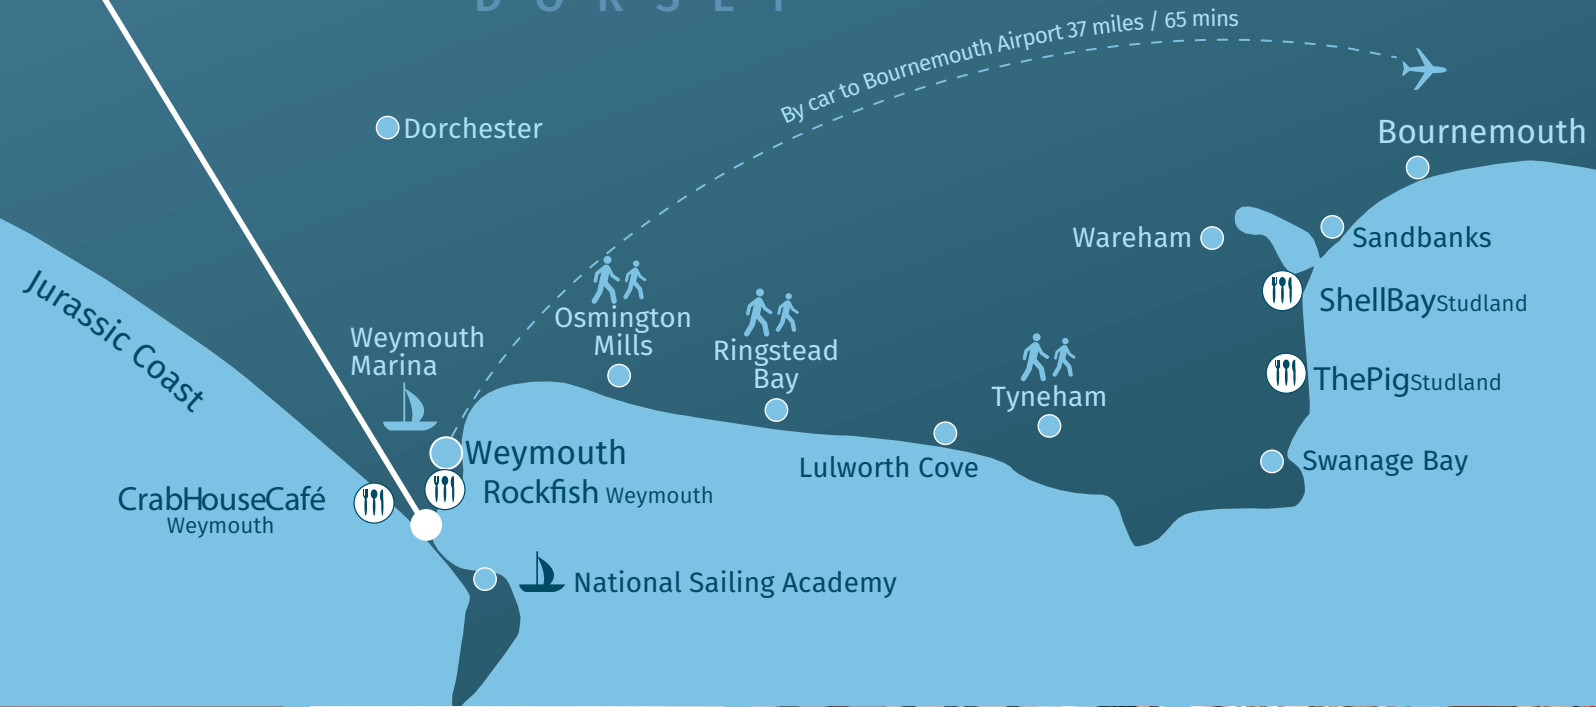 DORSET
By car to Bournemouth Airport 37 miles / 65 mins
Dorchester
Bournemouth
Wareham
Sandbanks
Jurassic Coast
ShellBay Studland
Weymouth
Marina
Osmington
Mills
Ringstead
Bay
Tyneham
ThePig Studland
Weymouth
Lulworth Cove
Swanage Bay
CrabHouseCafé
Weymouth
Rockfish Weymouth
National Sailing Academy